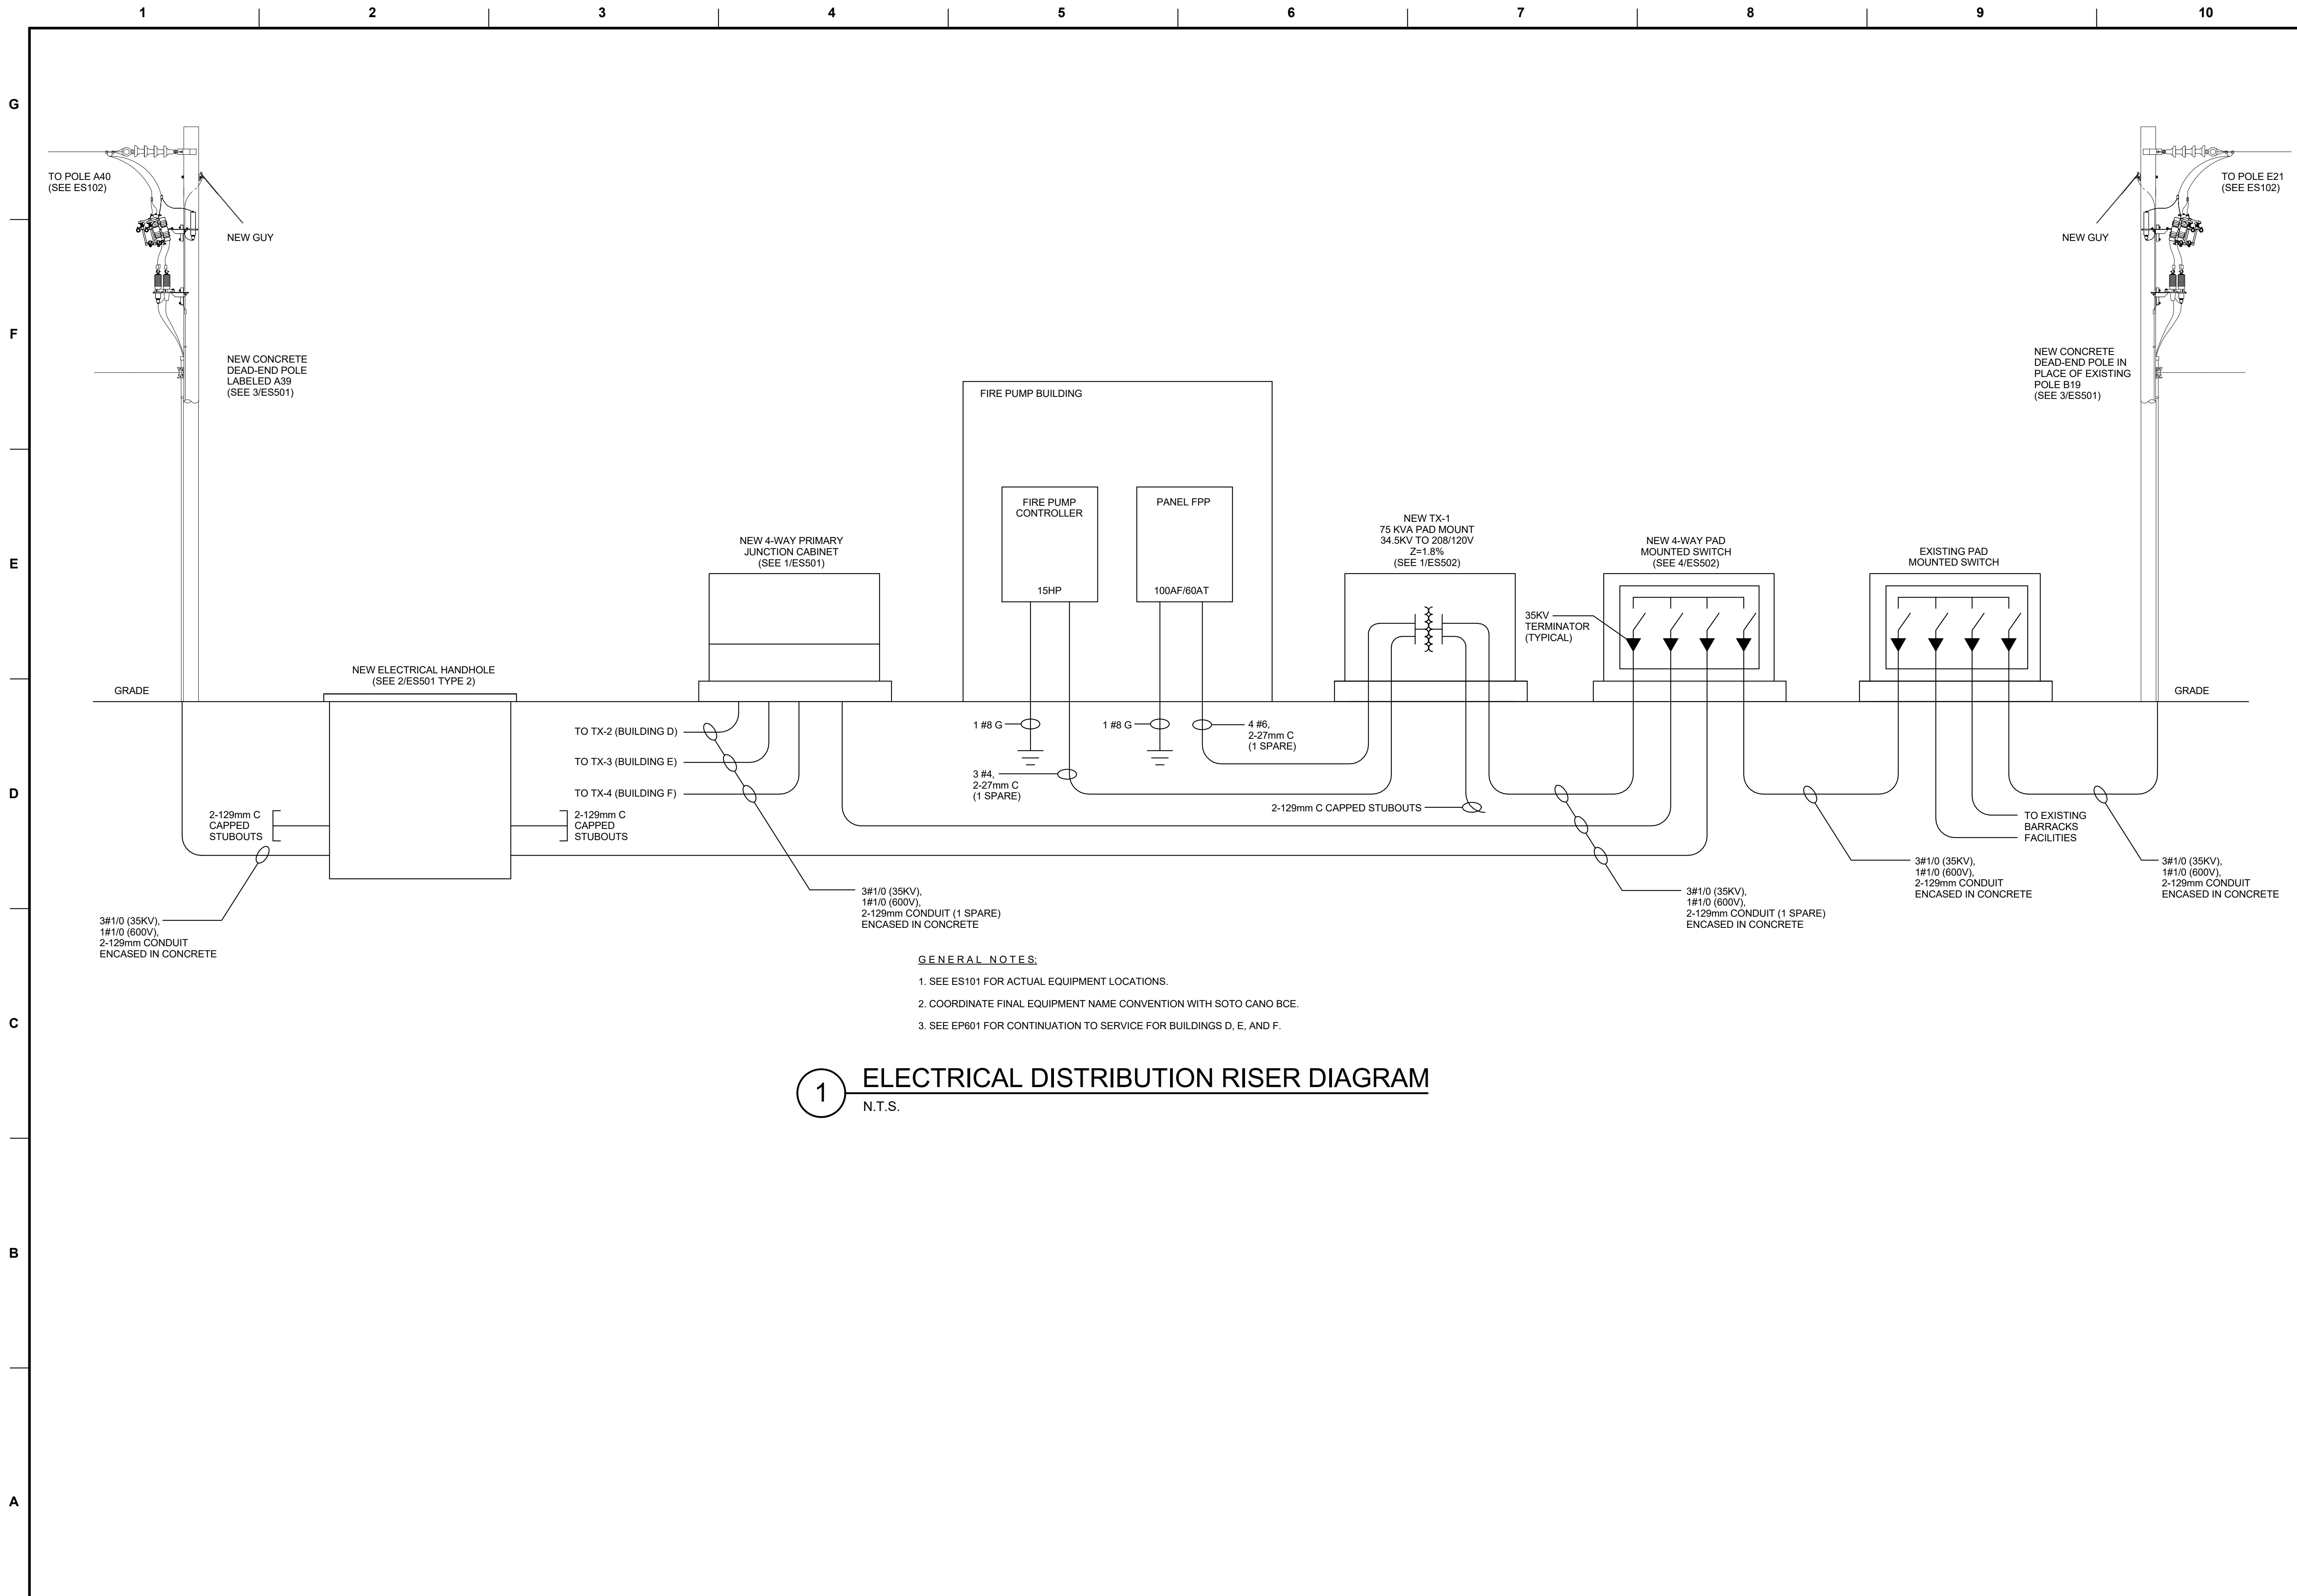 1 2 3 4 5 6 7 8 9 10
G
F
E
D
C
B
A
TO POLE A40
(SEE ES102)
NEW GUY
NEW CONCRETE
DEAD-END POLE
LABELED A39
(SEE 3/ES501)
GRADE
NEW ELECTRICAL HANDHOLE
(SEE 2/ES501 TYPE 2)
2-129mm C
CAPPED
STUBOUTS
2-129mm C
CAPPED
STUBOUTS
3#1/0 (35KV),
1#1/0 (600V),
2-129mm CONDUIT
ENCASED IN CONCRETE
NEW 4-WAY PRIMARY
JUNCTION CABINET
(SEE 1/ES501)
TO TX-2 (BUILDING D)
TO TX-3 (BUILDING E)
TO TX-4 (BUILDING F)
3#1/0 (35KV),
1#1/0 (600V),
2-129mm CONDUIT (1 SPARE)
ENCASED IN CONCRETE
FIRE PUMP BUILDING
FIRE PUMP
CONTROLLER
15HP
PANEL FPP
100AF/60AT
1 #8 G
1 #8 G
3 #4,
2-27mm C
(1 SPARE)
4 #6,
2-27mm C
(1 SPARE)
NEW TX-1
75 KVA PAD MOUNT
34.5KV TO 208/120V
Z=1.8%
(SEE 1/ES502)
2-129mm C CAPPED STUBOUTS
35KV
TERMINATOR
(TYPICAL)
NEW 4-WAY PAD
MOUNTED SWITCH
(SEE 4/ES502)
3#1/0 (35KV),
1#1/0 (600V),
2-129mm CONDUIT (1 SPARE)
ENCASED IN CONCRETE
EXISTING PAD
MOUNTED SWITCH
TO EXISTING
BARRACKS
FACILITIES
3#1/0 (35KV),
1#1/0 (600V),
2-129mm CONDUIT
ENCASED IN CONCRETE
3#1/0 (35KV),
1#1/0 (600V),
2-129mm CONDUIT
ENCASED IN CONCRETE
TO POLE E21
(SEE ES102)
NEW GUY
NEW CONCRETE
DEAD-END POLE IN
PLACE OF EXISTING
POLE B19
(SEE 3/ES501)
GRADE
GENERAL NOTES:
1. SEE ES101 FOR ACTUAL EQUIPMENT LOCATIONS.
2. COORDINATE FINAL EQUIPMENT NAME CONVENTION WITH SOTO CANO BCE.
3. SEE EP601 FOR CONTINUATION TO SERVICE FOR BUILDINGS D, E, AND F.
1 ELECTRICAL DISTRIBUTION RISER DIAGRAM
N.T.S.